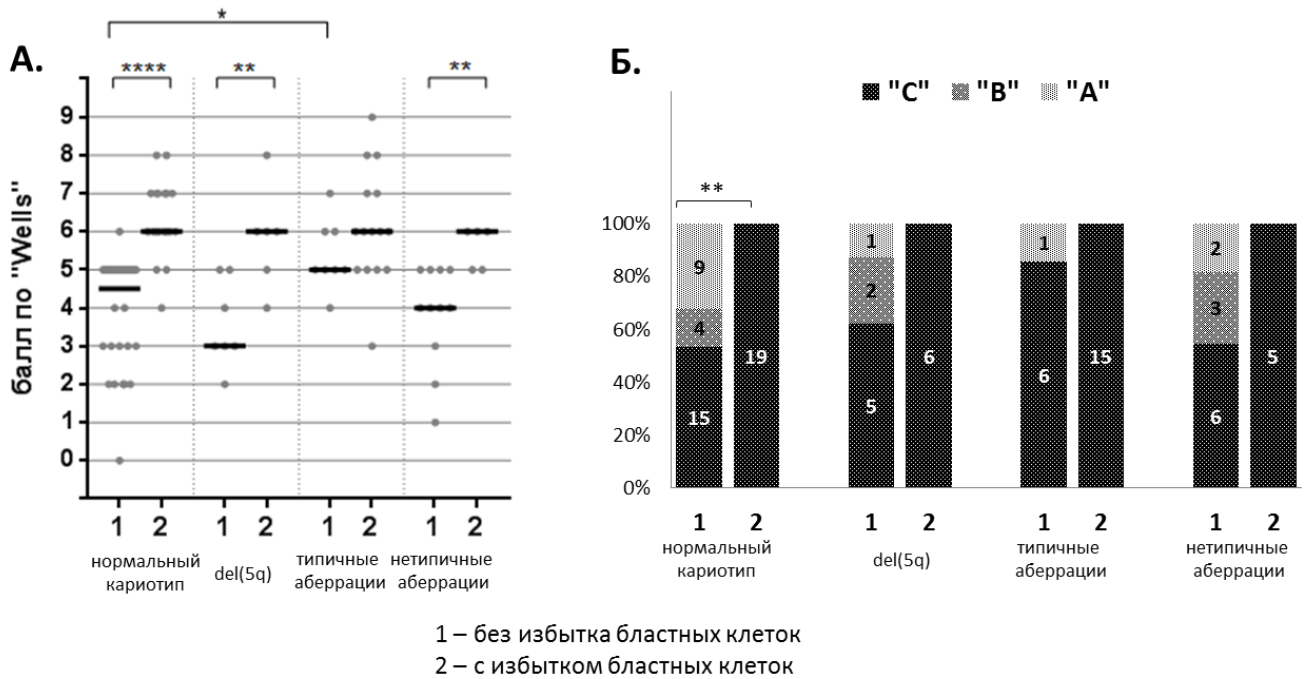 *
А.
**** ** **
балл по "Wells"
9
8
7
6
5
4
3
2
1
0
1 2 1 2 1 2 1 2
нормальный
кариотип
del(5q)
типичные
аберрации
нетипичные
аберрации
Б.
"C" "B" "A"
**
100%
80%
60%
40%
20%
0%
9
4
15
19
1
2
5
6
1
6
15
2
3
6
5
1 2 1 2 1 2 1 2
нормальный
кариотип
del(5q)
типичные
аберрации
нетипичные
аберрации
1 – без избытка бластных клеток
2 – с избытком бластных клеток